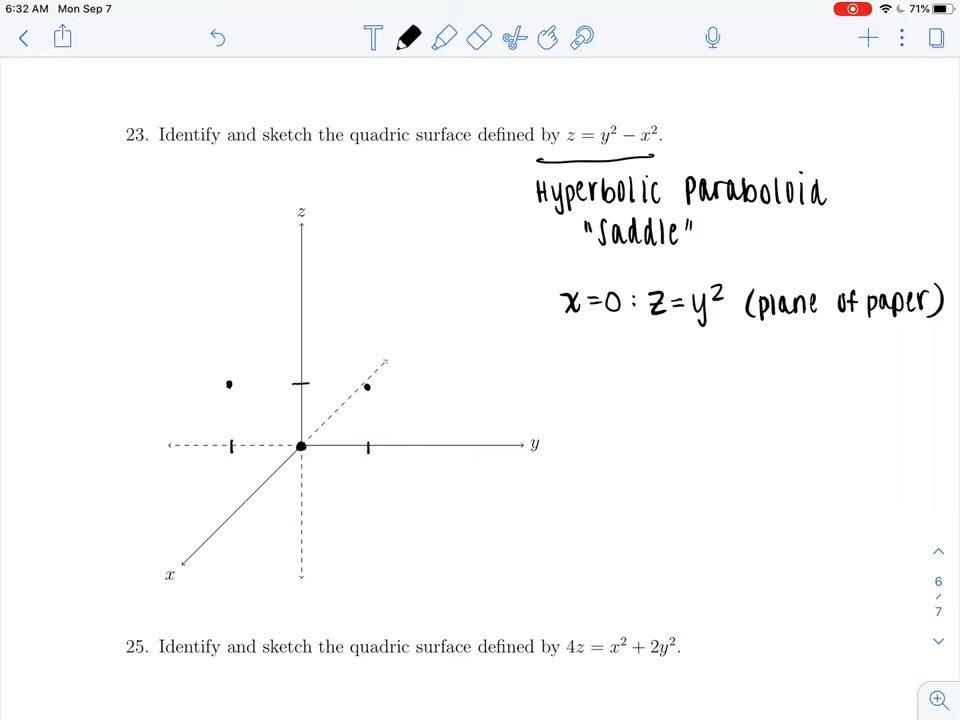 6:32 AM Mon Sep 7
71%
T
23. Identify and sketch the quadric surface defined by z = y² − x².
Hyperbolic Paraboloid
"Saddle"
z
x=0 : z=y² (plane of paper)
y
x
6
/
7
25. Identify and sketch the quadric surface defined by 4z = x² + 2y².